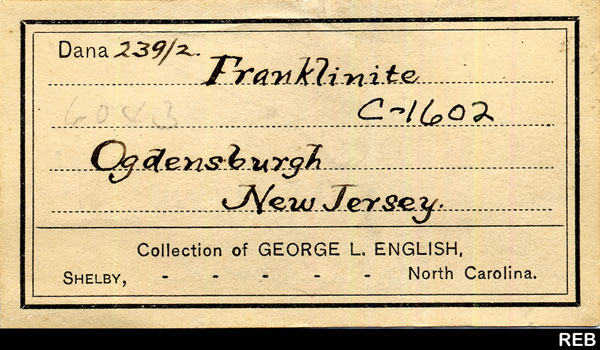 Dana 239/2.
Franklinite
6043
C-1602
Ogdensburgh
New Jersey.
Collection of GEORGE L. ENGLISH,
SHELBY, - - - - - North Carolina.
REB